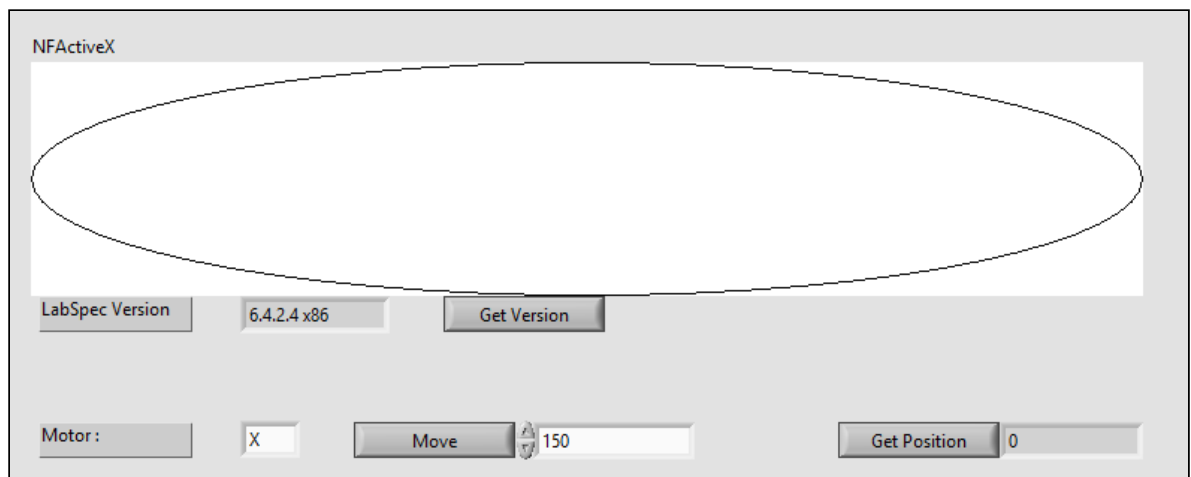 NFActiveX
LabSpec Version 6.4.2.4 x86 Get Version
Motor : X Move 150 Get Position 0